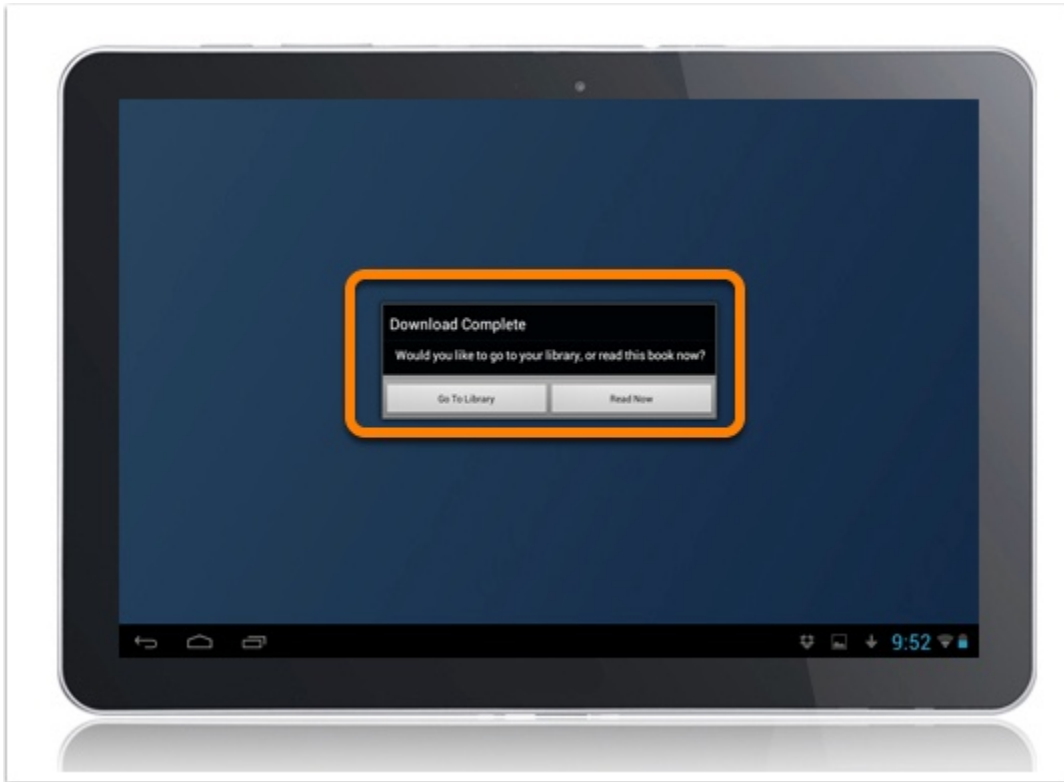 Download Complete
Would you like to go to your library, or read this book now?
Go To Library
Read Now
9:52